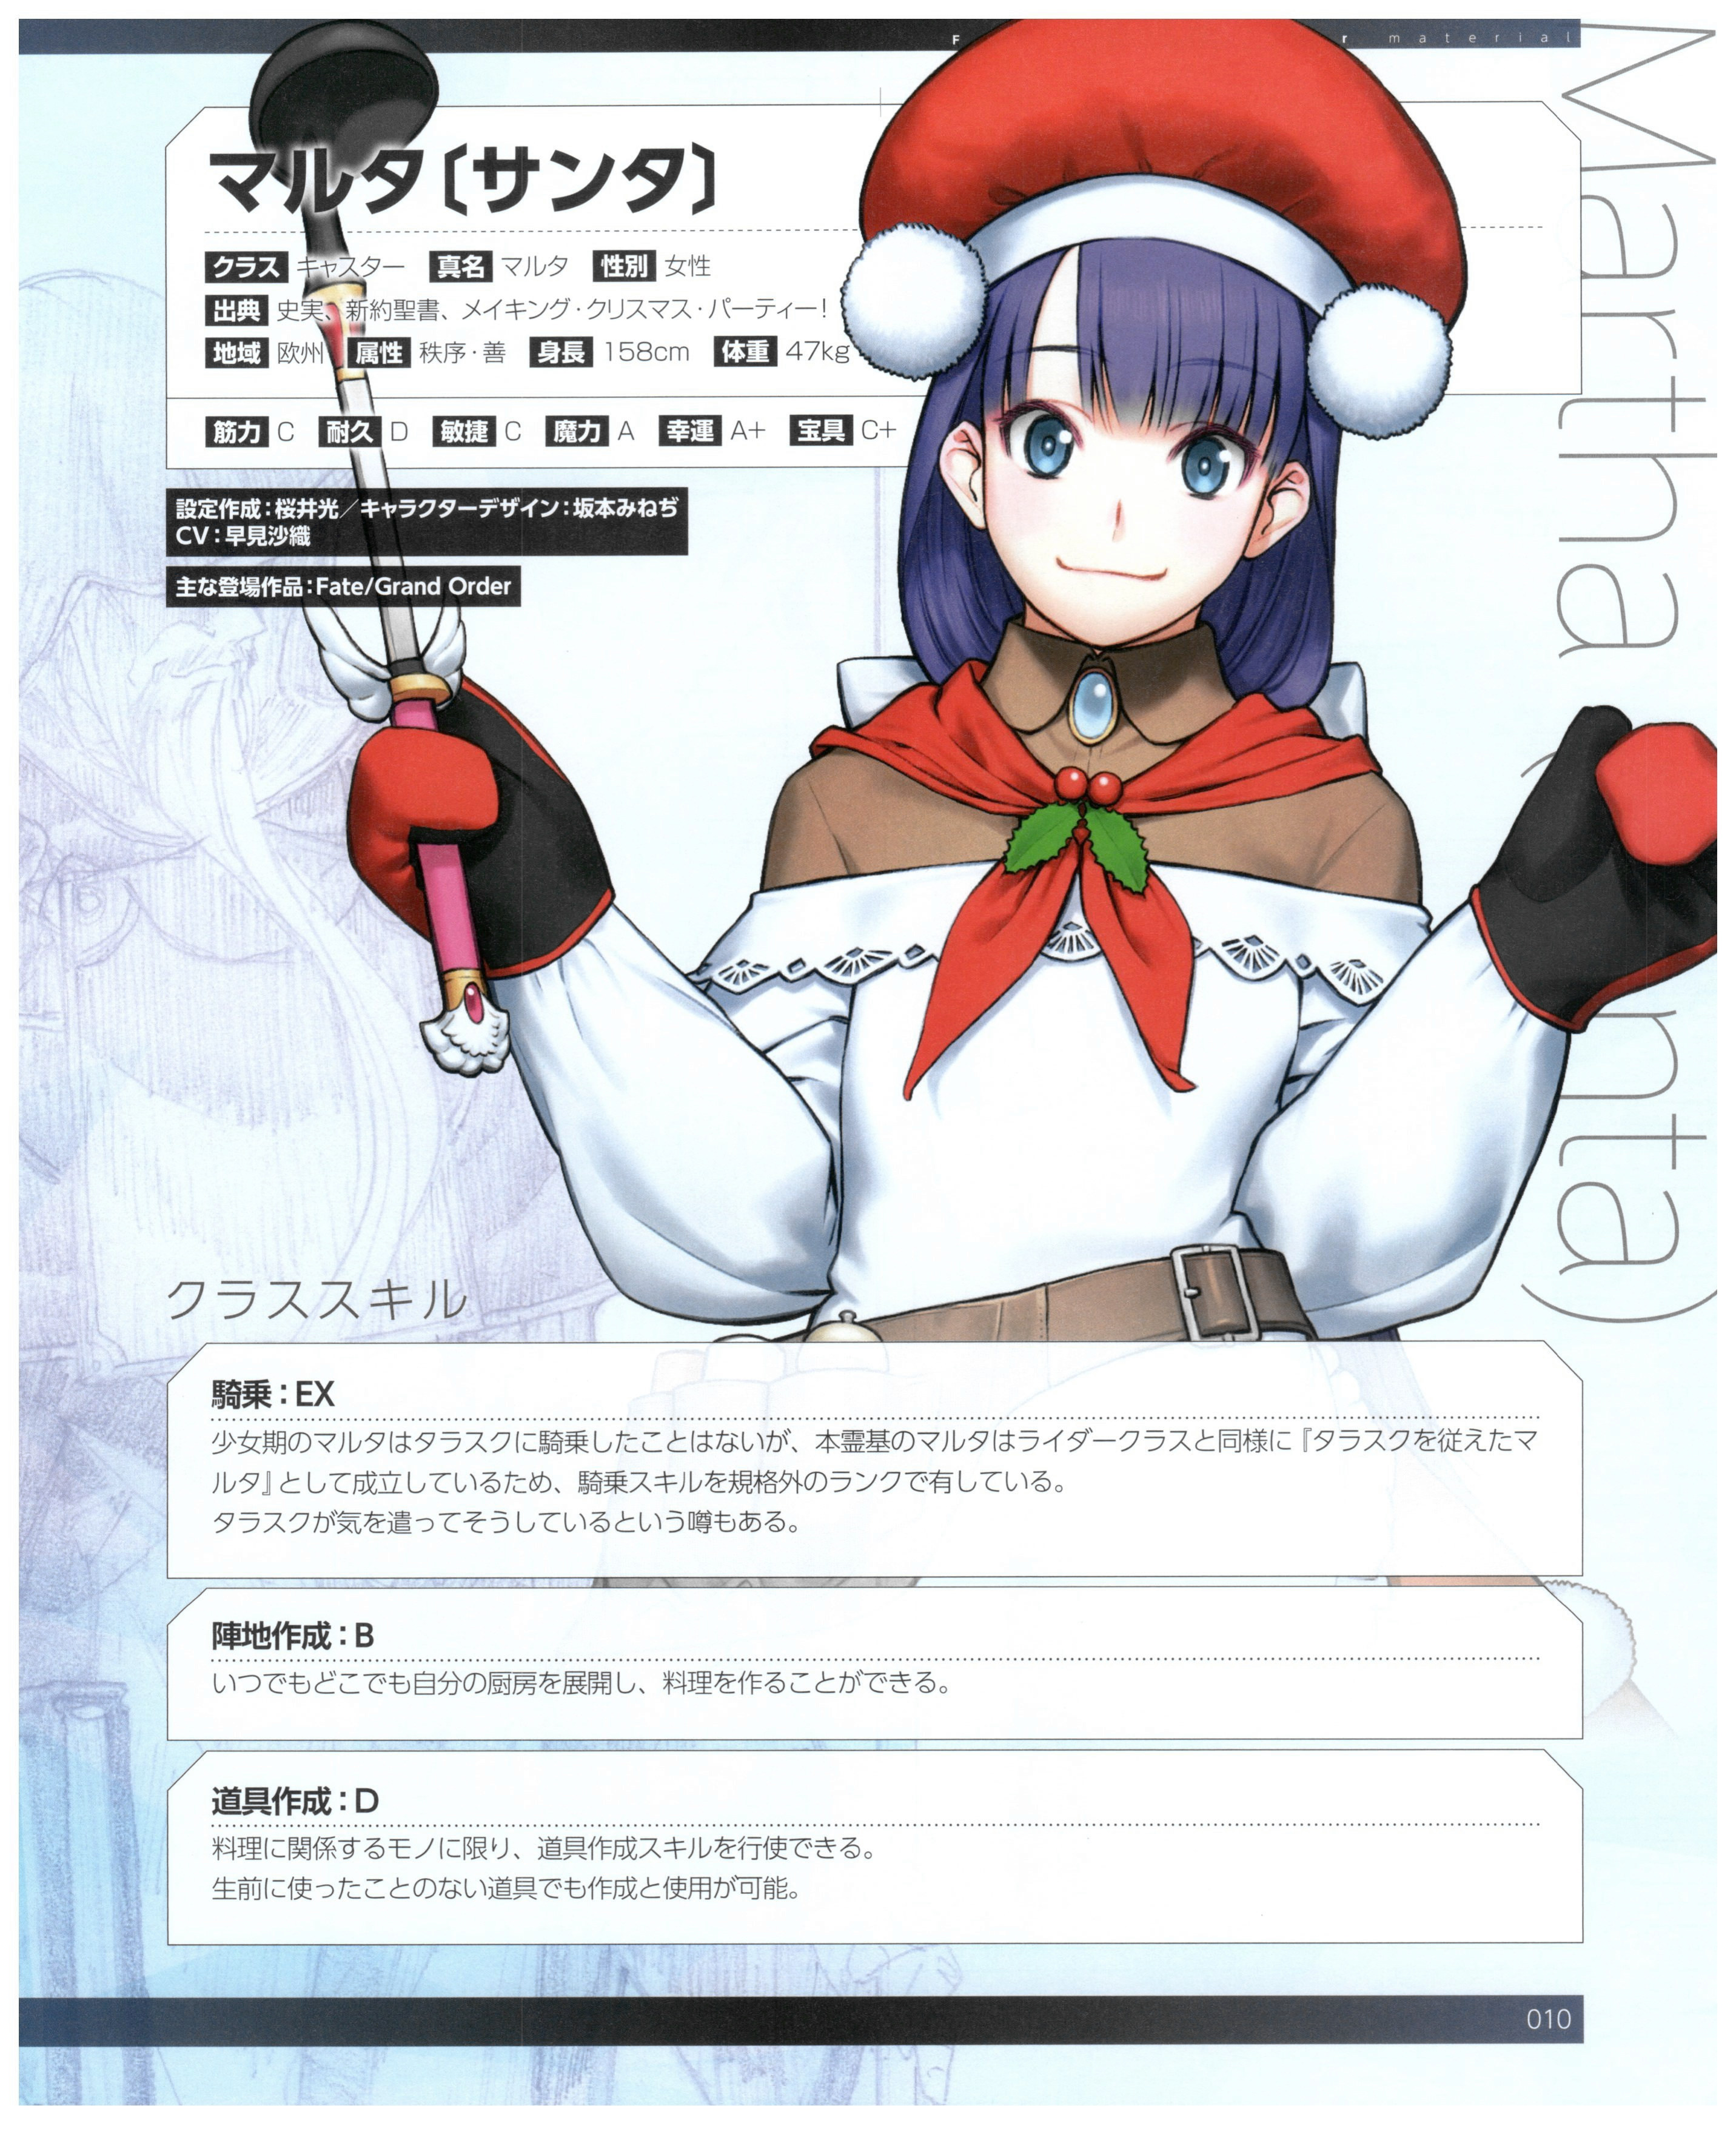 F r material
マルタ〔サンタ〕
クラス キャスター 真名 マルタ 性別 女性
出典 史実、新約聖書、メイキング・クリスマス・パーティー！
地域 欧州 属性 秩序・善 身長 158cm 体重 47kg
筋力 C 耐久 D 敏捷 C 魔力 A 幸運 A+ 宝具 C+
設定作成：桜井光／キャラクターデザイン：坂本みねぢ
CV：早見沙織
主な登場作品：Fate/Grand Order
Martha ( nta)
クラススキル
騎乗：EX
少女期のマルタはタラスクに騎乗したことはないが、本霊基のマルタはライダークラスと同様に『タラスクを従えたマ
ルタ』として成立しているため、騎乗スキルを規格外のランクで有している。
タラスクが気を遣ってそうしているという噂もある。
陣地作成：B
いつでもどこでも自分の厨房を展開し、料理を作ることができる。
道具作成：D
料理に関係するモノに限り、道具作成スキルを行使できる。
生前に使ったことのない道具でも作成と使用が可能。
010